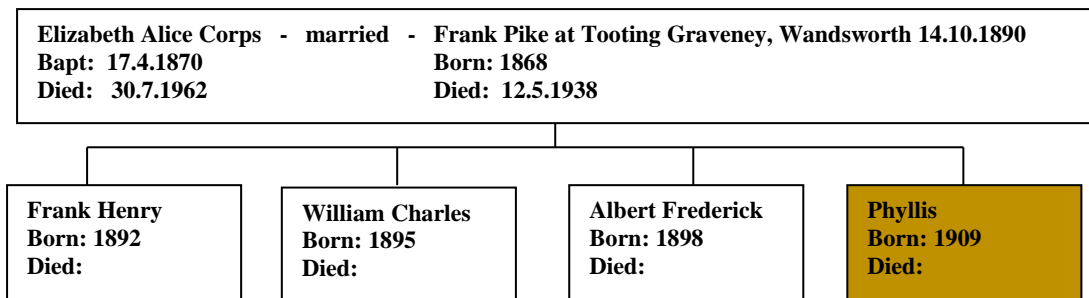 Elizabeth Alice Corps - married - Frank Pike at Tooting Graveney, Wandsworth 14.10.1890
Bapt: 17.4.1870 Born: 1868
Died: 30.7.1962 Died: 12.5.1938
Frank Henry
Born: 1892
Died:
William Charles
Born: 1895
Died:
Albert Frederick
Born: 1898
Died:
Phyllis
Born: 1909
Died: